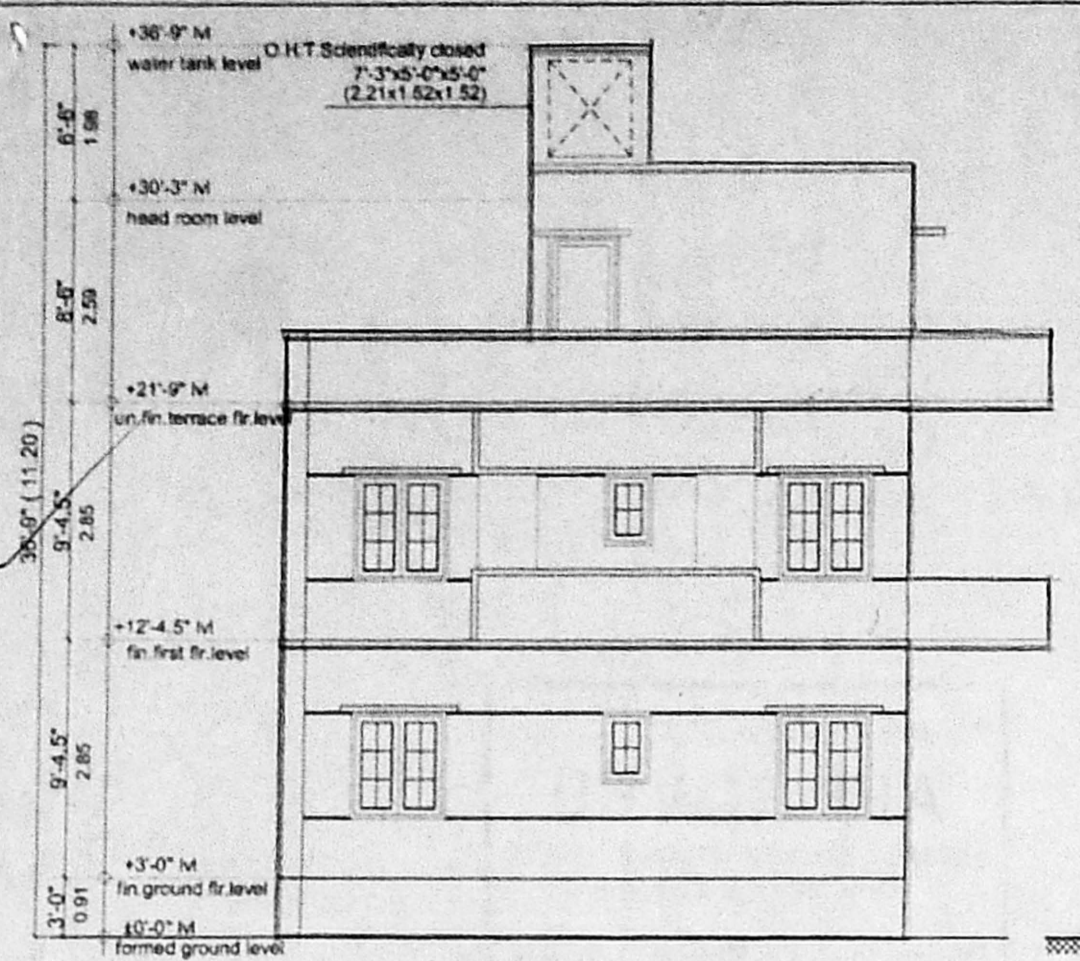 +36'-9" M
water tank level
O.H.T.Scientifically closed
7'-3"x5'-0"x5'-0"
(2.21x1.52x1.52)
6'-6"
1.98
+30'-3" M
head room level
8'-6"
2.59
+21'-9" M
un.fin.terrace flr.level
36'-9" ( 11.20 )
9'-4.5"
2.85
+12'-4.5" M
fin.first flr.level
9'-4.5"
2.85
+3'-0" M
fin.ground flr.level
3'-0"
0.91
±0'-0" M
formed ground level